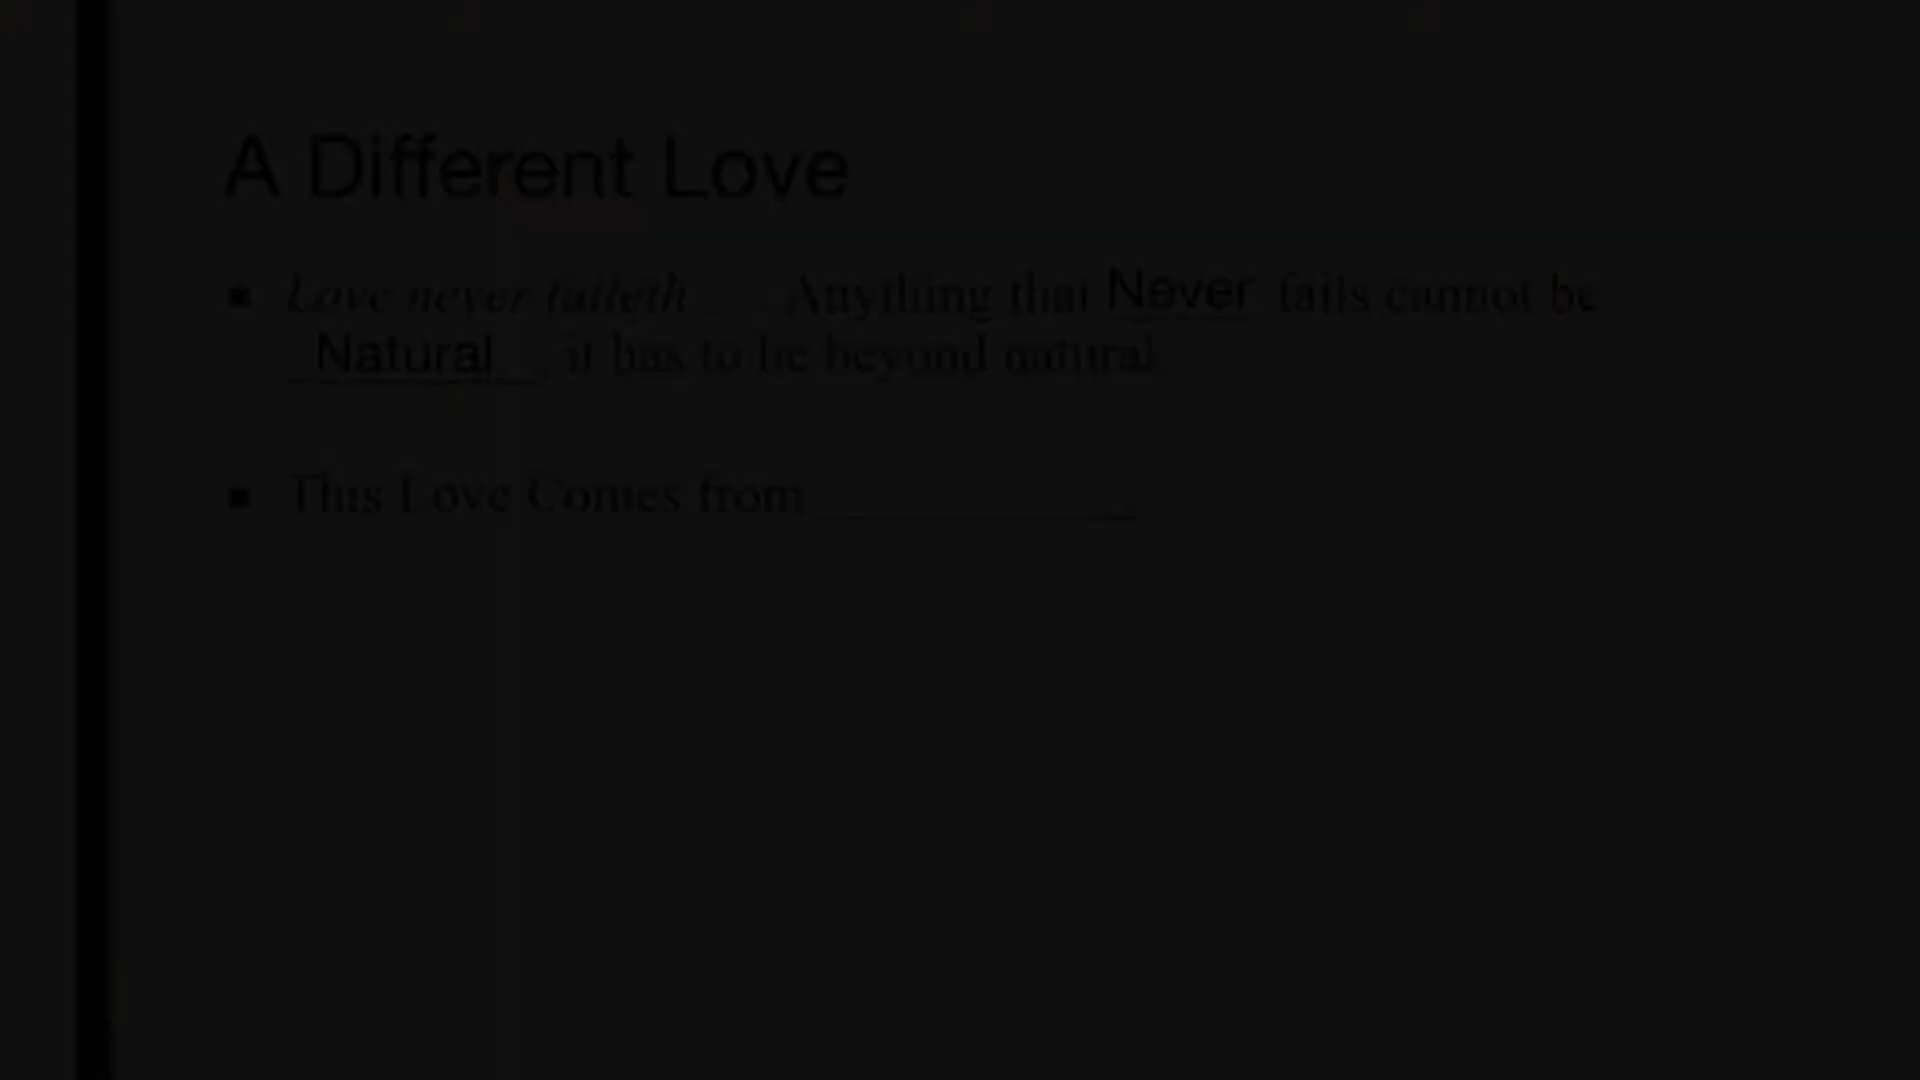 A Different Love
▪ Love never faileth . . . Anything that Never fails cannot be
Natural, it has to be beyond natural.
▪ This Love Comes from ____________.